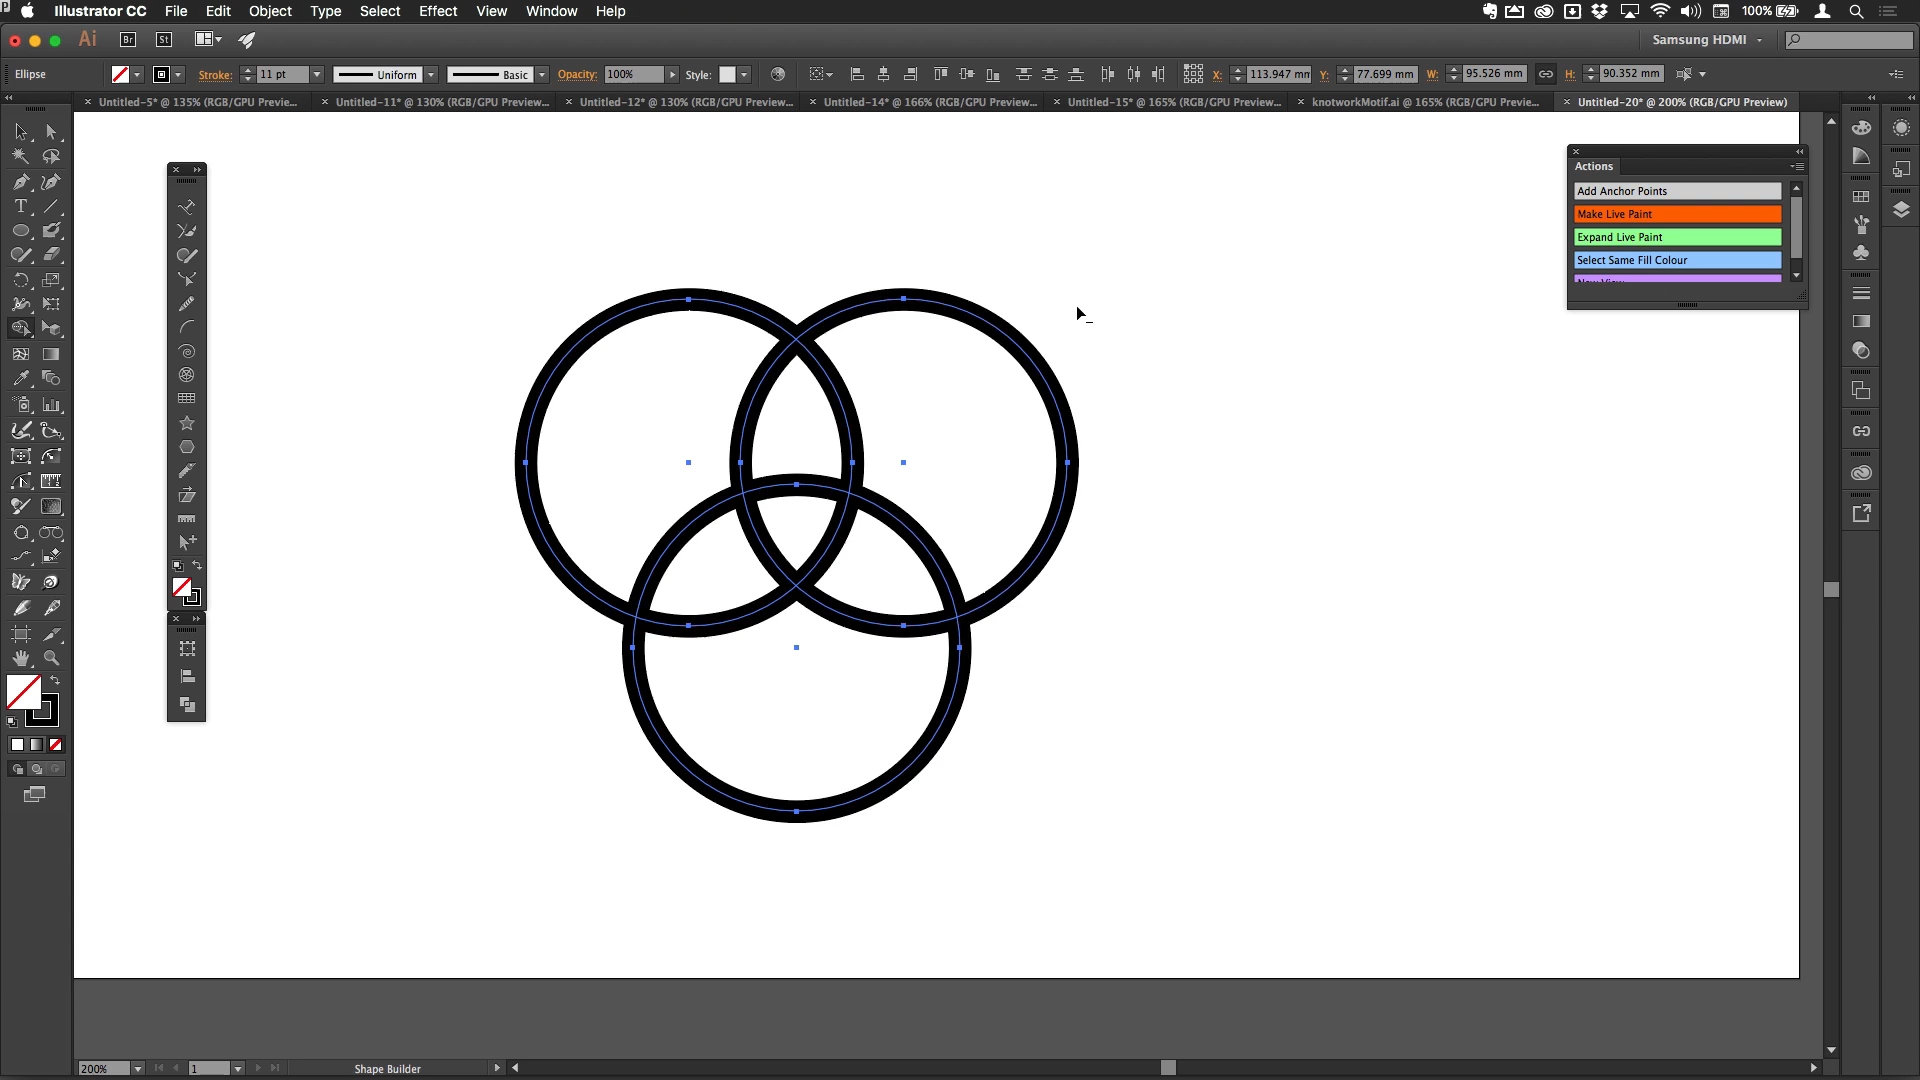 Illustrator CC File Edit Object Type Select Effect View Window Help 100%
Ai Br St Samsung HDMI
Ellipse Stroke: 11 pt Uniform Basic Opacity: 100% Style: X: 113.947 mm Y: 77.699 mm W: 95.526 mm H: 90.352 mm
Untitled-5* @ 135% (RGB/GPU Previe... Untitled-11* @ 130% (RGB/GPU Preview... Untitled-12* @ 130% (RGB/GPU Preview... Untitled-14* @ 166% (RGB/GPU Preview... Untitled-15* @ 165% (RGB/GPU Preview... knotworkMotif.ai @ 165% (RGB/GPU Previe... Untitled-20* @ 200% (RGB/GPU Preview)
Actions
Add Anchor Points
Make Live Paint
Expand Live Paint
Select Same Fill Colour
New View
200% 1 Shape Builder